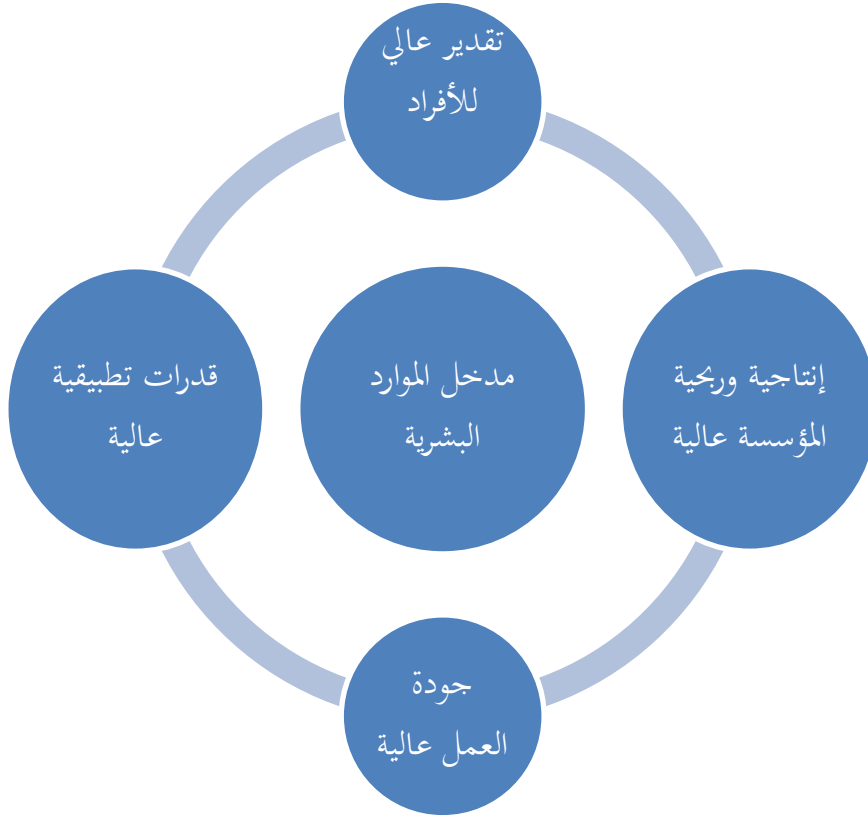 تقدير عالي
للأفراد
إنتاجية وربحية
المؤسسة عالية
مدخل الموارد
البشرية
قدرات تطبيقية
عالية
جودة
العمل عالية